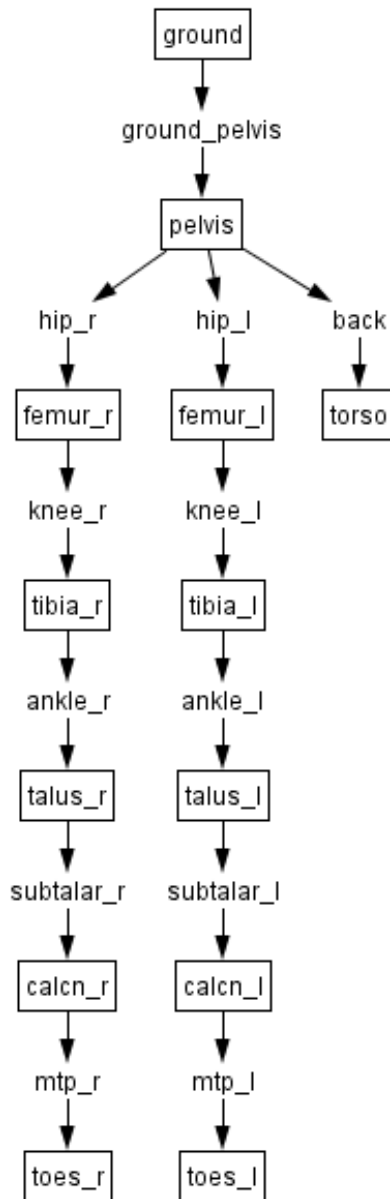 ground
ground_pelvis
pelvis
hip_r hip_l back
femur_r femur_l torso
knee_r knee_l
tibia_r tibia_l
ankle_r ankle_l
talus_r talus_l
subtalar_r subtalar_l
calcn_r calcn_l
mtp_r mtp_l
toes_r toes_l